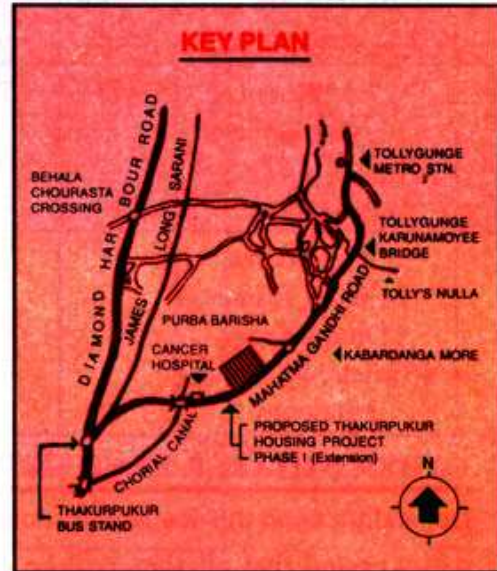 KEY PLAN
DIAMOND HARBOUR ROAD
JAMES LONG SARANI
BEHALA
CHOURASTA
CROSSING
TOLLYGUNGE
METRO STN.
TOLLYGUNGE
KARUNAMOYEE
BRIDGE
TOLLY'S NULLA
MAHATMA GANDHI ROAD
PURBA BARISHA
CANCER
HOSPITAL
KABARDANGA MORE
PROPOSED THAKURPUKUR
HOUSING PROJECT
PHASE I (Extension)
CHORIAL CANAL
THAKURPUKUR
BUS STAND
N